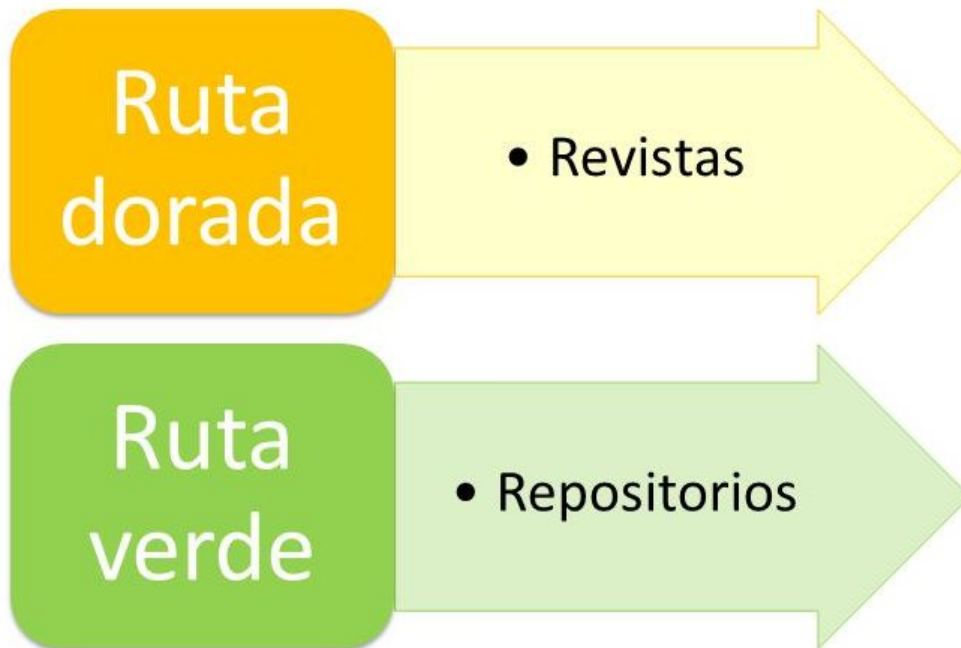 Ruta
dorada
• Revistas
Ruta
verde
• Repositorios